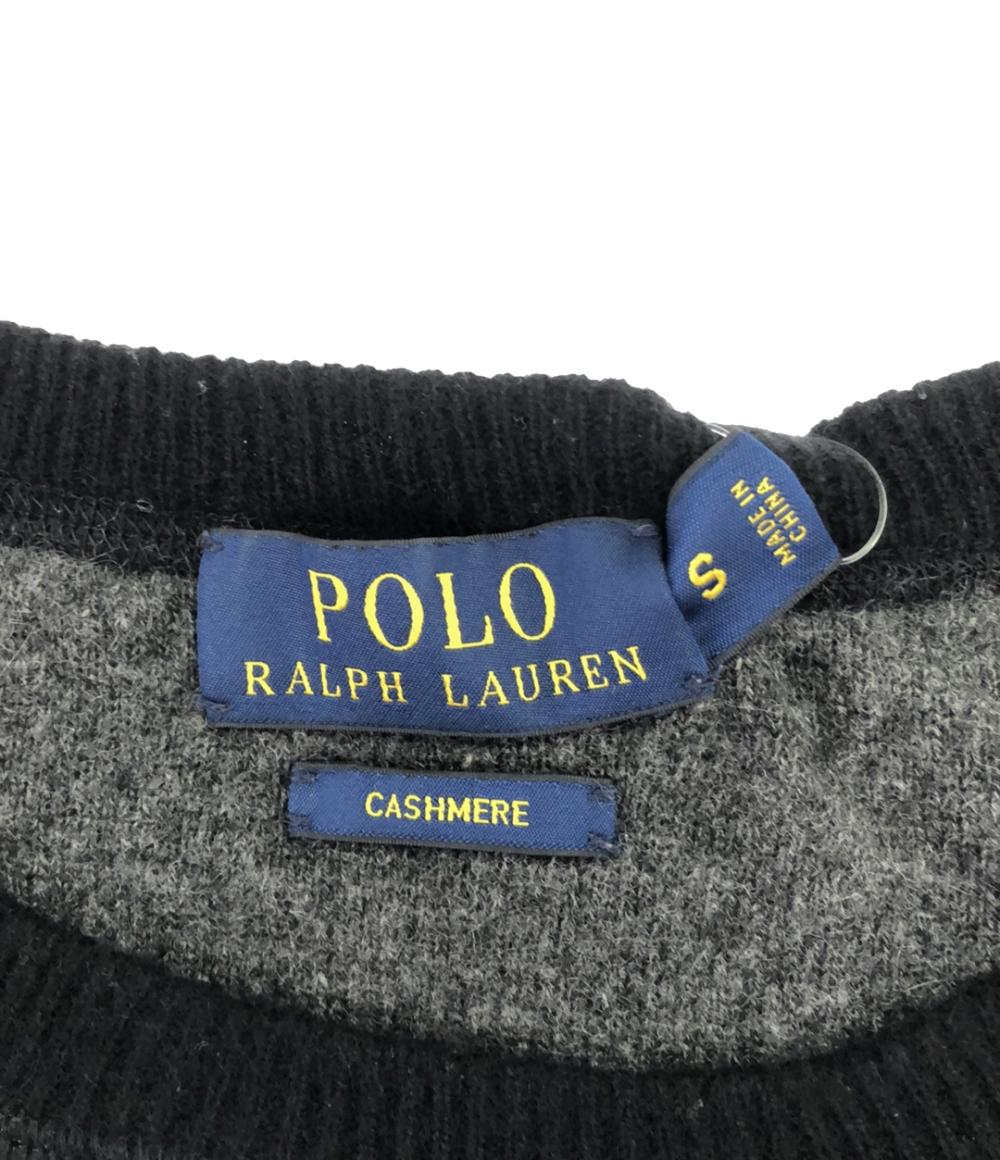 POLO
RALPH LAUREN
S
MADE IN
CHINA
CASHMERE